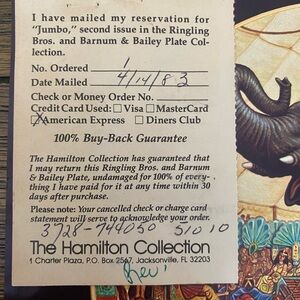 I have mailed my reservation for
"Jumbo," second issue in the Ringling
Bros. and Barnum & Bailey Plate Col-
lection.
No. Ordered 1
Date Mailed 4/14/83
Check or Money Order No.
Credit Card Used: Visa MasterCard
X American Express Diners Club
100% Buy-Back Guarantee
The Hamilton Collection has guaranteed that
I may return this Ringling Bros. and Barnum
& Bailey Plate, undamaged for 100% of every-
thing I have paid for it at any time within 30
days after purchase.
Please note: Your cancelled check or charge card
statement will serve to acknowledge your order.
3728-744050 51010
The Hamilton Collection
1 Charter Plaza, P.O. Box 2567, Jacksonville, FL 32203